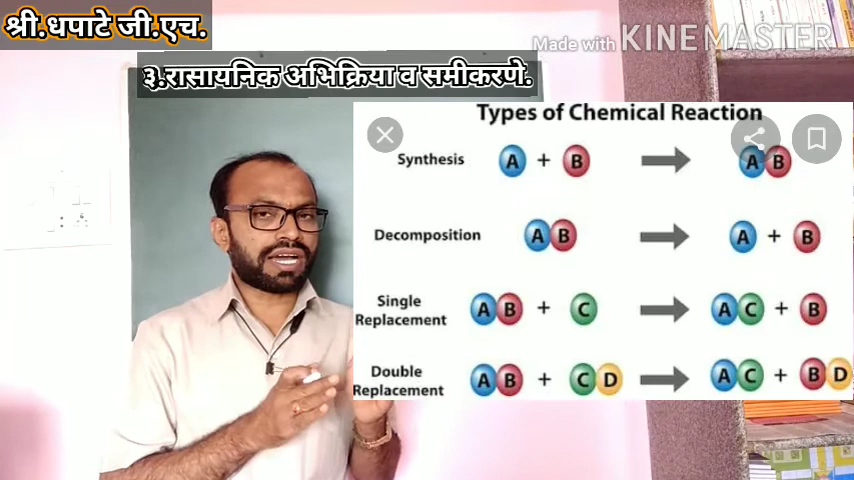 श्री.धपाटे जी.एच.
Made with KINEMASTER
३.रासायनिक अभिक्रिया व समीकरणे.
Types of Chemical Reaction
Synthesis A + B AB
Decomposition AB A + B
Single
Replacement AB + C AC + B
Double
Replacement AB + CD AC + BD